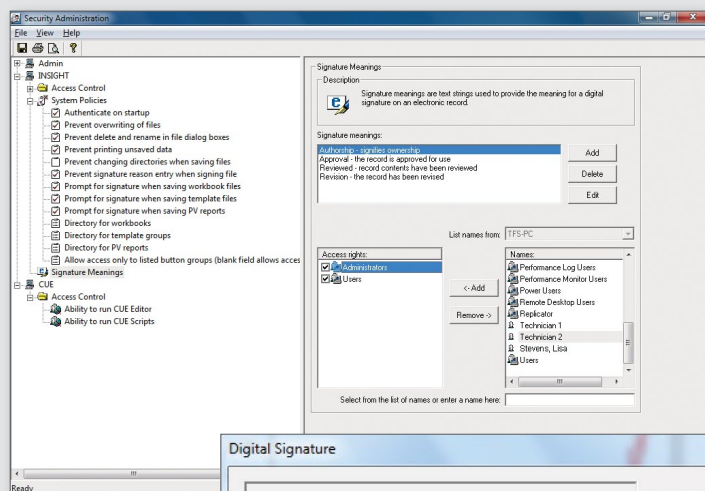 Security Administration
File View Help
Admin
INSIGHT
Access Control
System Policies
Authenticate on startup
Prevent overwriting of files
Prevent delete and rename in file dialog boxes
Prevent printing unsaved data
Prevent changing directories when saving files
Prevent signature reason entry when signing file
Prompt for signature when saving workbook files
Prompt for signature when saving template files
Prompt for signature when saving PV reports
Directory for workbooks
Directory for template groups
Directory for PV reports
Allow access only to listed button groups (blank field allows acces
Signature Meanings
CUE
Access Control
Ability to run CUE Editor
Ability to run CUE Scripts
Ready
Signature Meanings
Description
Signature meanings are text strings used to provide the meaning for a digital
signature on an electronic record.
Signature meanings:
Authorship - signifies ownership
Approval - the record is approved for use
Reviewed - record contents have been reviewed
Revision - the record has been revised
Add
Delete
Edit
List names from: TFS-PC
Access rights:
Administrators
Users
<- Add
Remove ->
Names:
Performance Log Users
Performance Monitor Users
Power Users
Remote Desktop Users
Replicator
Technician 1
Technician 2
Stevens, Lisa
Users
Select from the list of names or enter a name here:
Digital Signature